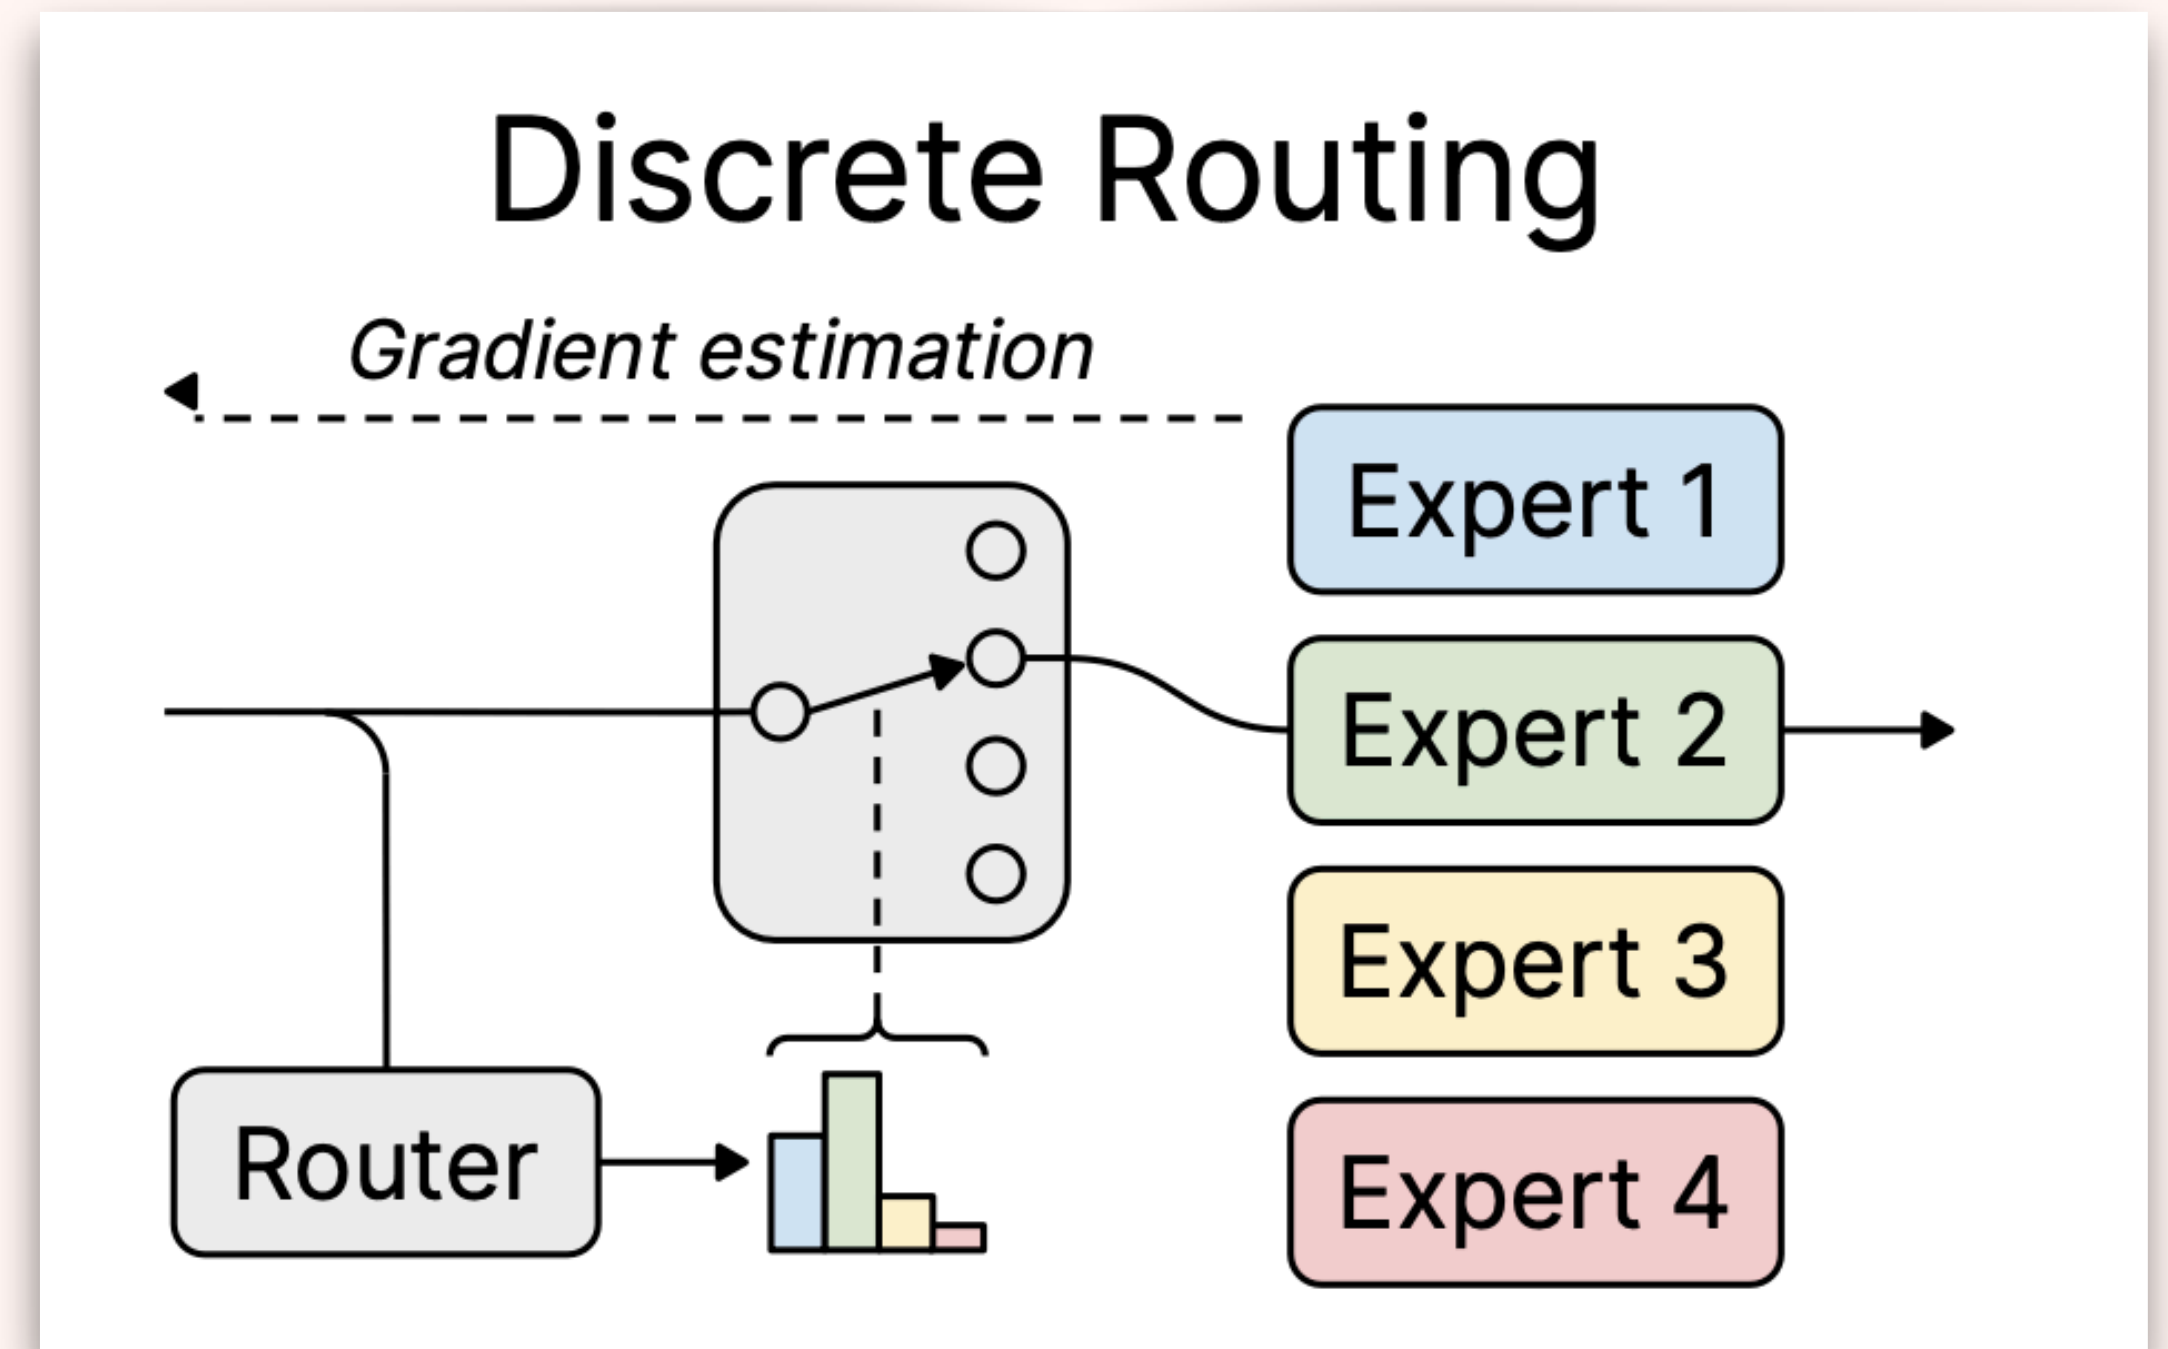 Discrete Routing
Gradient estimation
Expert 1
Expert 2
Expert 3
Expert 4
Router